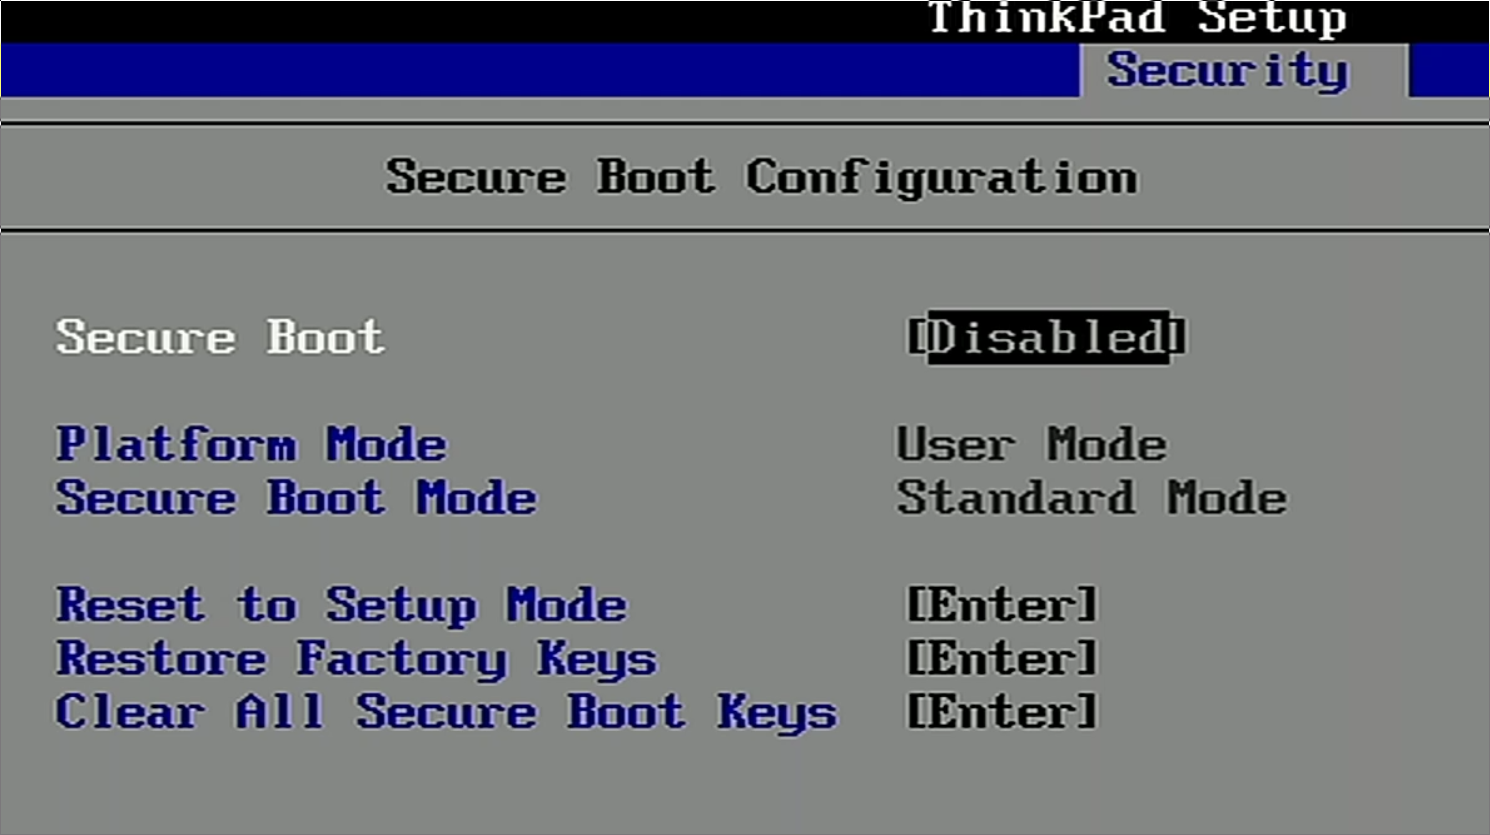 ThinkPad Setup
Security
Secure Boot Configuration
Secure Boot [Disabled]
Platform Mode User Mode
Secure Boot Mode Standard Mode
Reset to Setup Mode [Enter]
Restore Factory Keys [Enter]
Clear All Secure Boot Keys [Enter]